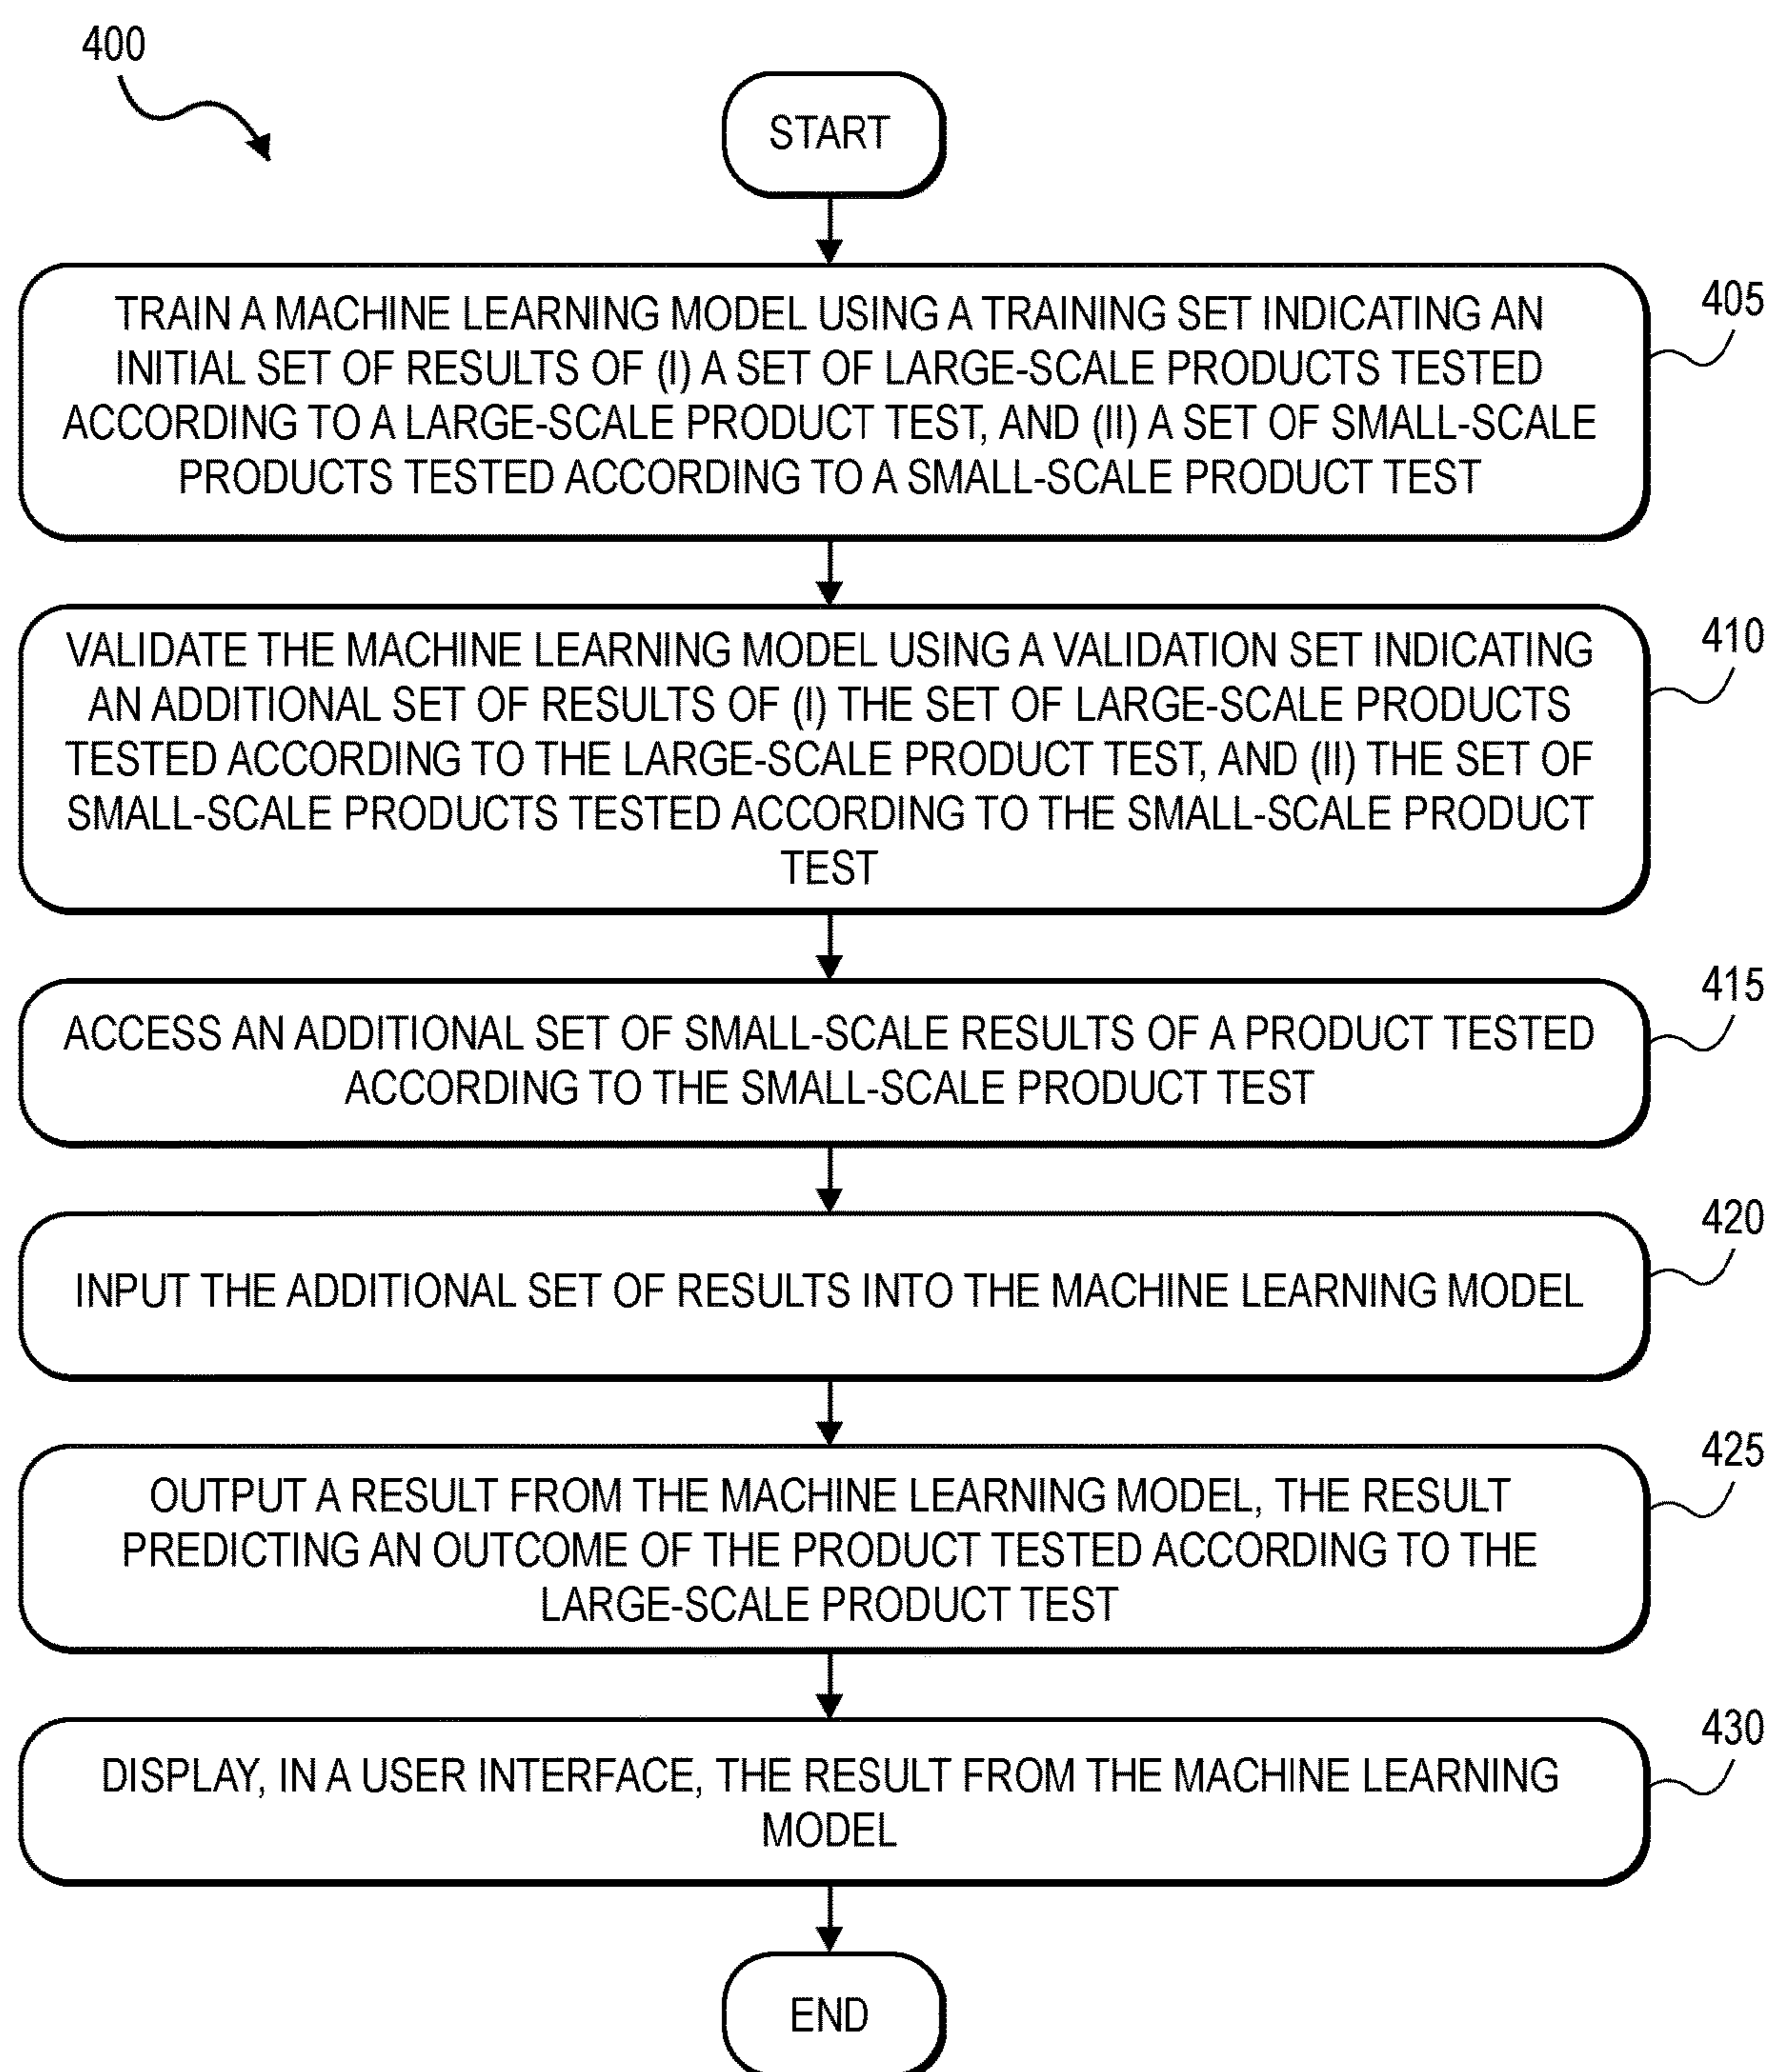 400
START
TRAIN A MACHINE LEARNING MODEL USING A TRAINING SET INDICATING AN
INITIAL SET OF RESULTS OF (I) A SET OF LARGE-SCALE PRODUCTS TESTED
ACCORDING TO A LARGE-SCALE PRODUCT TEST, AND (II) A SET OF SMALL-SCALE
PRODUCTS TESTED ACCORDING TO A SMALL-SCALE PRODUCT TEST
405
VALIDATE THE MACHINE LEARNING MODEL USING A VALIDATION SET INDICATING
AN ADDITIONAL SET OF RESULTS OF (I) THE SET OF LARGE-SCALE PRODUCTS
TESTED ACCORDING TO THE LARGE-SCALE PRODUCT TEST, AND (II) THE SET OF
SMALL-SCALE PRODUCTS TESTED ACCORDING TO THE SMALL-SCALE PRODUCT
TEST
410
ACCESS AN ADDITIONAL SET OF SMALL-SCALE RESULTS OF A PRODUCT TESTED
ACCORDING TO THE SMALL-SCALE PRODUCT TEST
415
INPUT THE ADDITIONAL SET OF RESULTS INTO THE MACHINE LEARNING MODEL
420
OUTPUT A RESULT FROM THE MACHINE LEARNING MODEL, THE RESULT
PREDICTING AN OUTCOME OF THE PRODUCT TESTED ACCORDING TO THE
LARGE-SCALE PRODUCT TEST
425
DISPLAY, IN A USER INTERFACE, THE RESULT FROM THE MACHINE LEARNING
MODEL
430
END